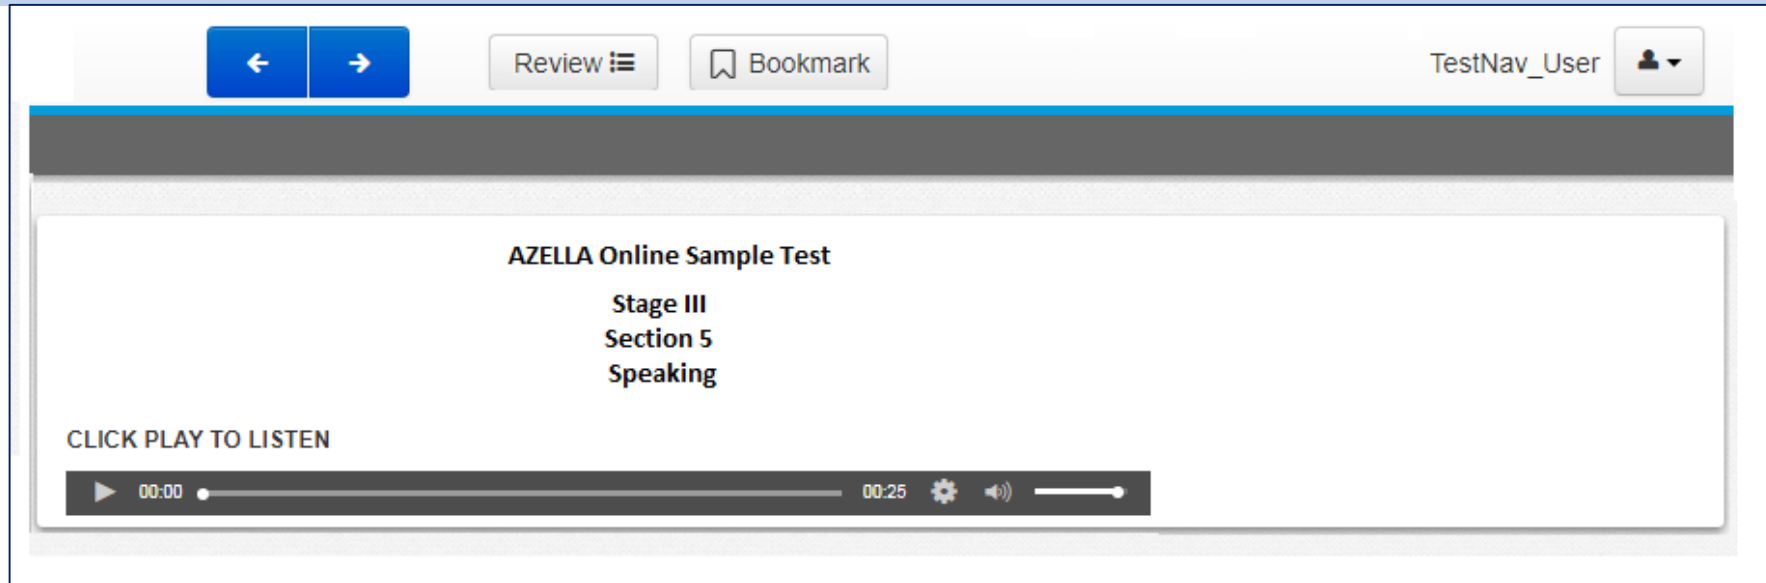 Review Bookmark TestNav_User
AZELLA Online Sample Test
Stage III
Section 5
Speaking
CLICK PLAY TO LISTEN
00:00 00:25